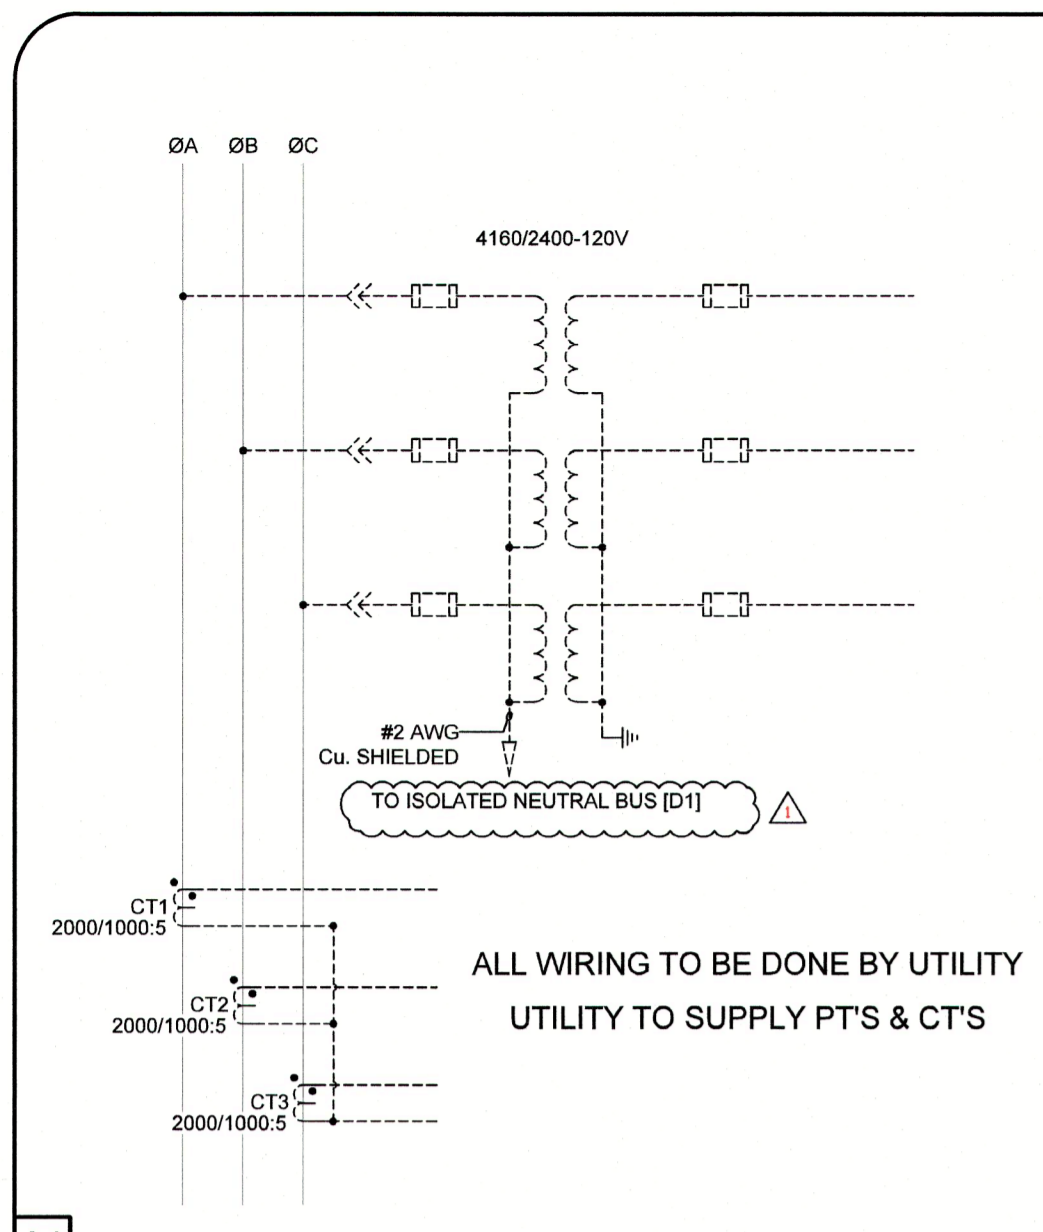 ØA ØB ØC
4160/2400-120V
#2 AWG
Cu. SHIELDED
TO ISOLATED NEUTRAL BUS [D1]
1
CT1
2000/1000:5
ALL WIRING TO BE DONE BY UTILITY
CT2
2000/1000:5
UTILITY TO SUPPLY PT'S & CT'S
CT3
2000/1000:5